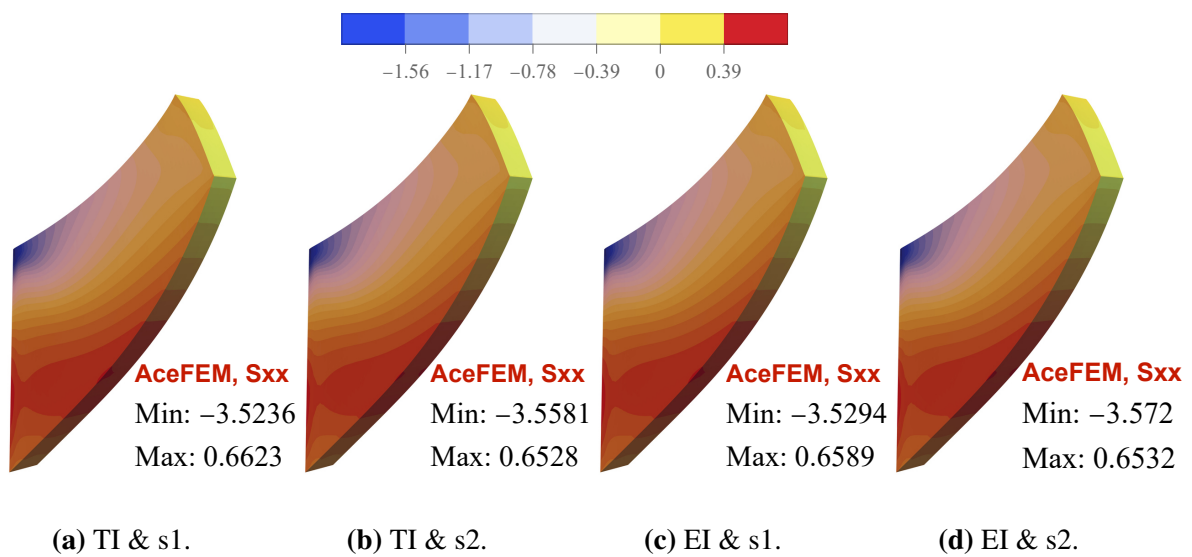 −1.56 −1.17 −0.78 −0.39 0 0.39
AceFEM, Sxx AceFEM, Sxx AceFEM, Sxx AceFEM, Sxx
Min: −3.5236 Min: −3.5581 Min: −3.5294 Min: −3.572
Max: 0.6623 Max: 0.6528 Max: 0.6589 Max: 0.6532
(a) TI & s1. (b) TI & s2. (c) EI & s1. (d) EI & s2.